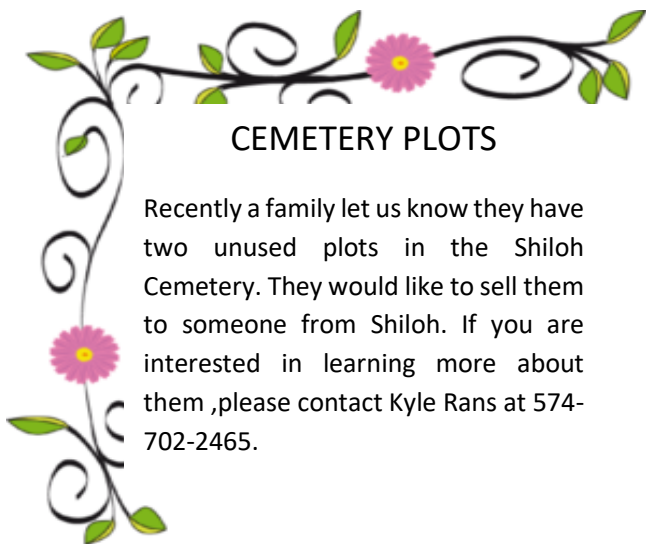 CEMETERY PLOTS
Recently a family let us know they have
two unused plots in the Shiloh
Cemetery. They would like to sell them
to someone from Shiloh. If you are
interested in learning more about
them ,please contact Kyle Rans at 574-
702-2465.